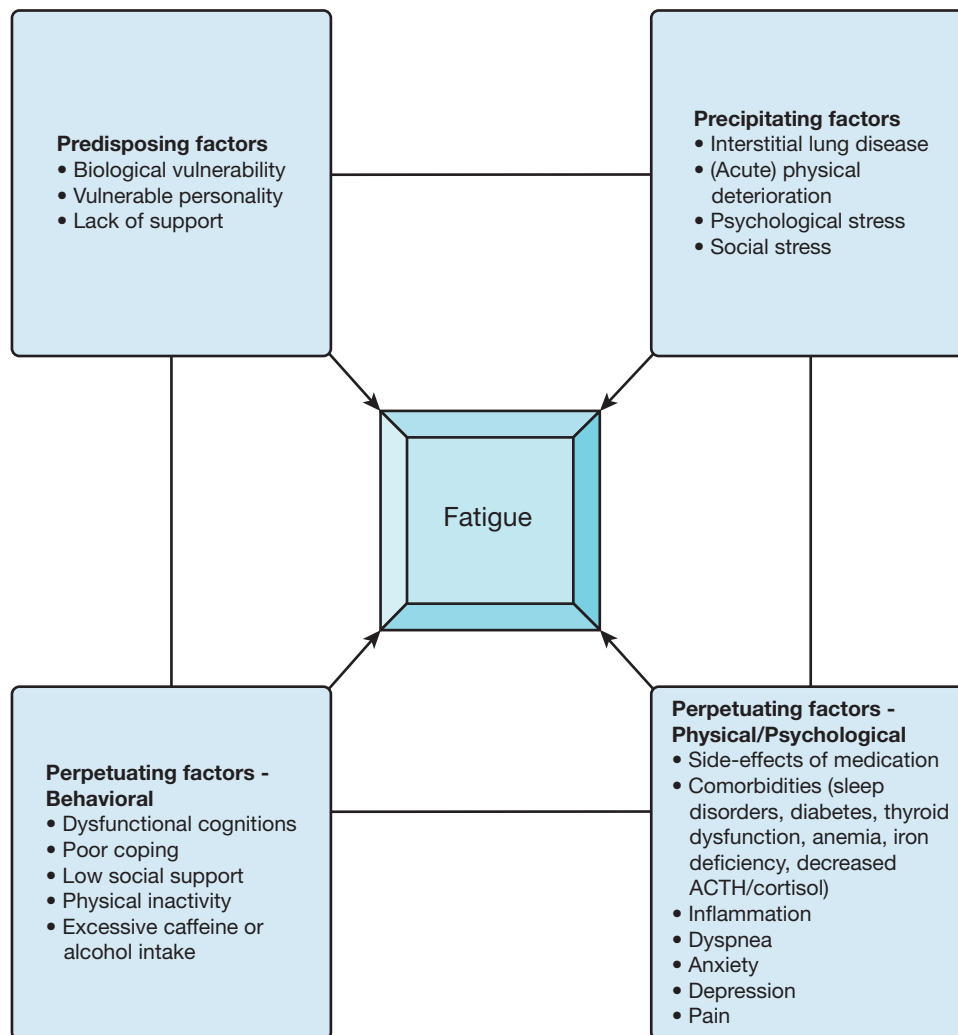 Predisposing factors
• Biological vulnerability
• Vulnerable personality
• Lack of support
Precipitating factors
• Interstitial lung disease
• (Acute) physical
deterioration
• Psychological stress
• Social stress
Fatigue
Perpetuating factors -
Behavioral
• Dysfunctional cognitions
• Poor coping
• Low social support
• Physical inactivity
• Excessive caffeine or
alcohol intake
Perpetuating factors -
Physical/Psychological
• Side-effects of medication
• Comorbidities (sleep
disorders, diabetes, thyroid
dysfunction, anemia, iron
deficiency, decreased
ACTH/cortisol)
• Inflammation
• Dyspnea
• Anxiety
• Depression
• Pain